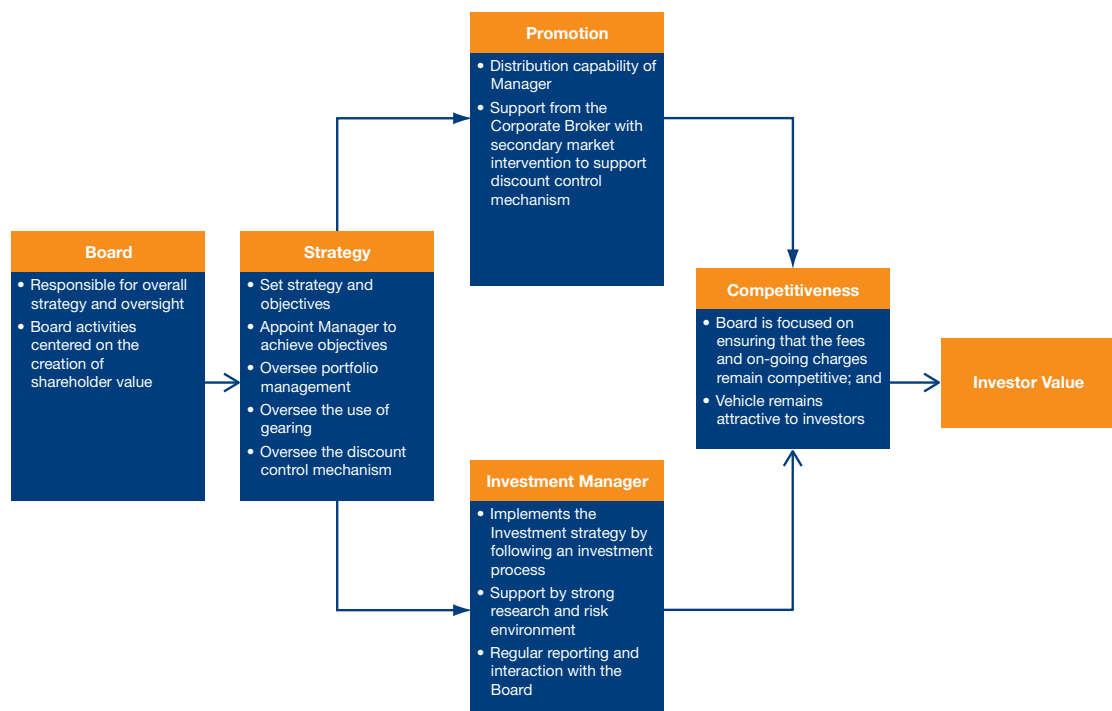 Board
• Responsible for overall
strategy and oversight
• Board activities
centered on the
creation of
shareholder value
Strategy
• Set strategy and
objectives
• Appoint Manager to
achieve objectives
• Oversee portfolio
management
• Oversee the use of
gearing
• Oversee the discount
control mechanism
Promotion
• Distribution capability of
Manager
• Support from the
Corporate Broker with
secondary market
intervention to support
discount control
mechanism
Investment Manager
• Implements the
Investment strategy by
following an investment
process
• Support by strong
research and risk
environment
• Regular reporting and
interaction with the
Board
Competitiveness
• Board is focused on
ensuring that the fees
and on-going charges
remain competitive; and
• Vehicle remains
attractive to investors
Investor Value